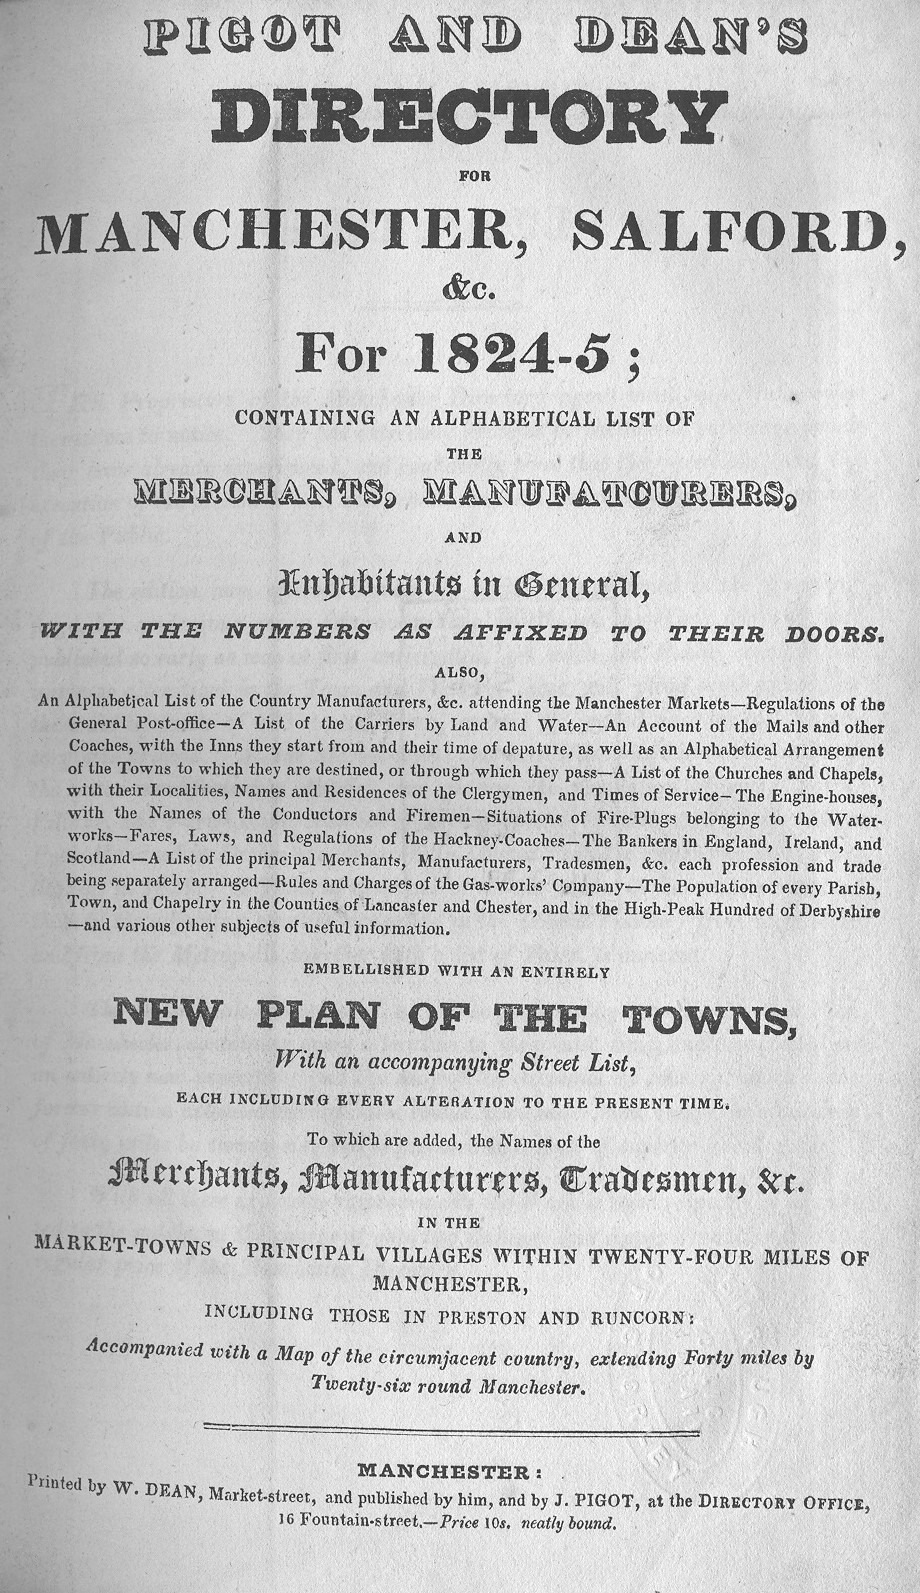 PIGOT AND DEAN'S
DIRECTORY
FOR
MANCHESTER, SALFORD,
&c.
For 1824-5;
CONTAINING AN ALPHABETICAL LIST OF
THE
MERCHANTS, MANUFATCURERS,
AND
Inhabitants in General,
WITH THE NUMBERS AS AFFIXED TO THEIR DOORS.
ALSO,
An Alphabetical List of the Country Manufacturers, &c. attending the Manchester Markets—Regulations of the
General Post-office—A List of the Carriers by Land and Water—An Account of the Mails and other
Coaches, with the Inns they start from and their time of depature, as well as an Alphabetical Arrangement
of the Towns to which they are destined, or through which they pass—A List of the Churches and Chapels,
with their Localities, Names and Residences of the Clergymen, and Times of Service—The Engine-houses,
with the Names of the Conductors and Firemen—Situations of Fire-Plugs belonging to the Water-
works—Fares, Laws, and Regulations of the Hackney-Coaches—The Bankers in England, Ireland, and
Scotland—A List of the principal Merchants, Manufacturers, Tradesmen, &c. each profession and trade
being separately arranged—Rules and Charges of the Gas-works' Company—The Population of every Parish,
Town, and Chapelry in the Counties of Lancaster and Chester, and in the High-Peak Hundred of Derbyshire
—and various other subjects of useful information.
EMBELLISHED WITH AN ENTIRELY
NEW PLAN OF THE TOWNS,
With an accompanying Street List,
EACH INCLUDING EVERY ALTERATION TO THE PRESENT TIME.
To which are added, the Names of the
Merchants, Manufacturers, Tradesmen, &c.
IN THE
MARKET-TOWNS & PRINCIPAL VILLAGES WITHIN TWENTY-FOUR MILES OF
MANCHESTER,
INCLUDING THOSE IN PRESTON AND RUNCORN:
Accompanied with a Map of the circumjacent country, extending Forty miles by
Twenty-six round Manchester.
MANCHESTER:
Printed by W. DEAN, Market-street, and published by him, and by J. PIGOT, at the DIRECTORY OFFICE,
16 Fountain-street.—Price 10s. neatly bound.